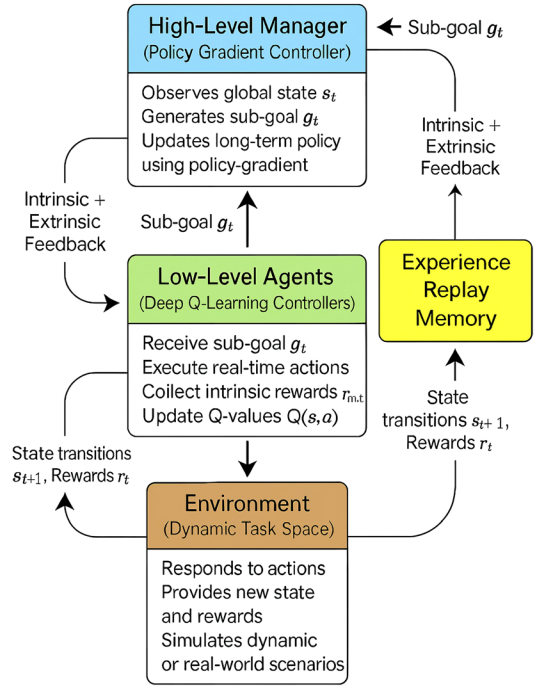 High-Level Manager
(Policy Gradient Controller)
Sub-goal gt
Observes global state st
Generates sub-goal gt
Updates long-term policy
using policy-gradient
Intrinsic +
Extrinsic
Feedback
Intrinsic +
Extrinsic
Feedback
Sub-goal gt
Low-Level Agents
(Deep Q-Learning Controllers)
Receive sub-goal gt
Execute real-time actions
Coilect intrinsic rewards rm.t
Update Q-values Q(s,a)
Experience
Replay
Memory
State transitions
st+1, Rewards rt
State
transitions st+1,
Rewards rt
Environment
(Dynamic Task Space)
Responds to actions
Provides new state
and rewards
Simulates dynamic
or real-world scenarios